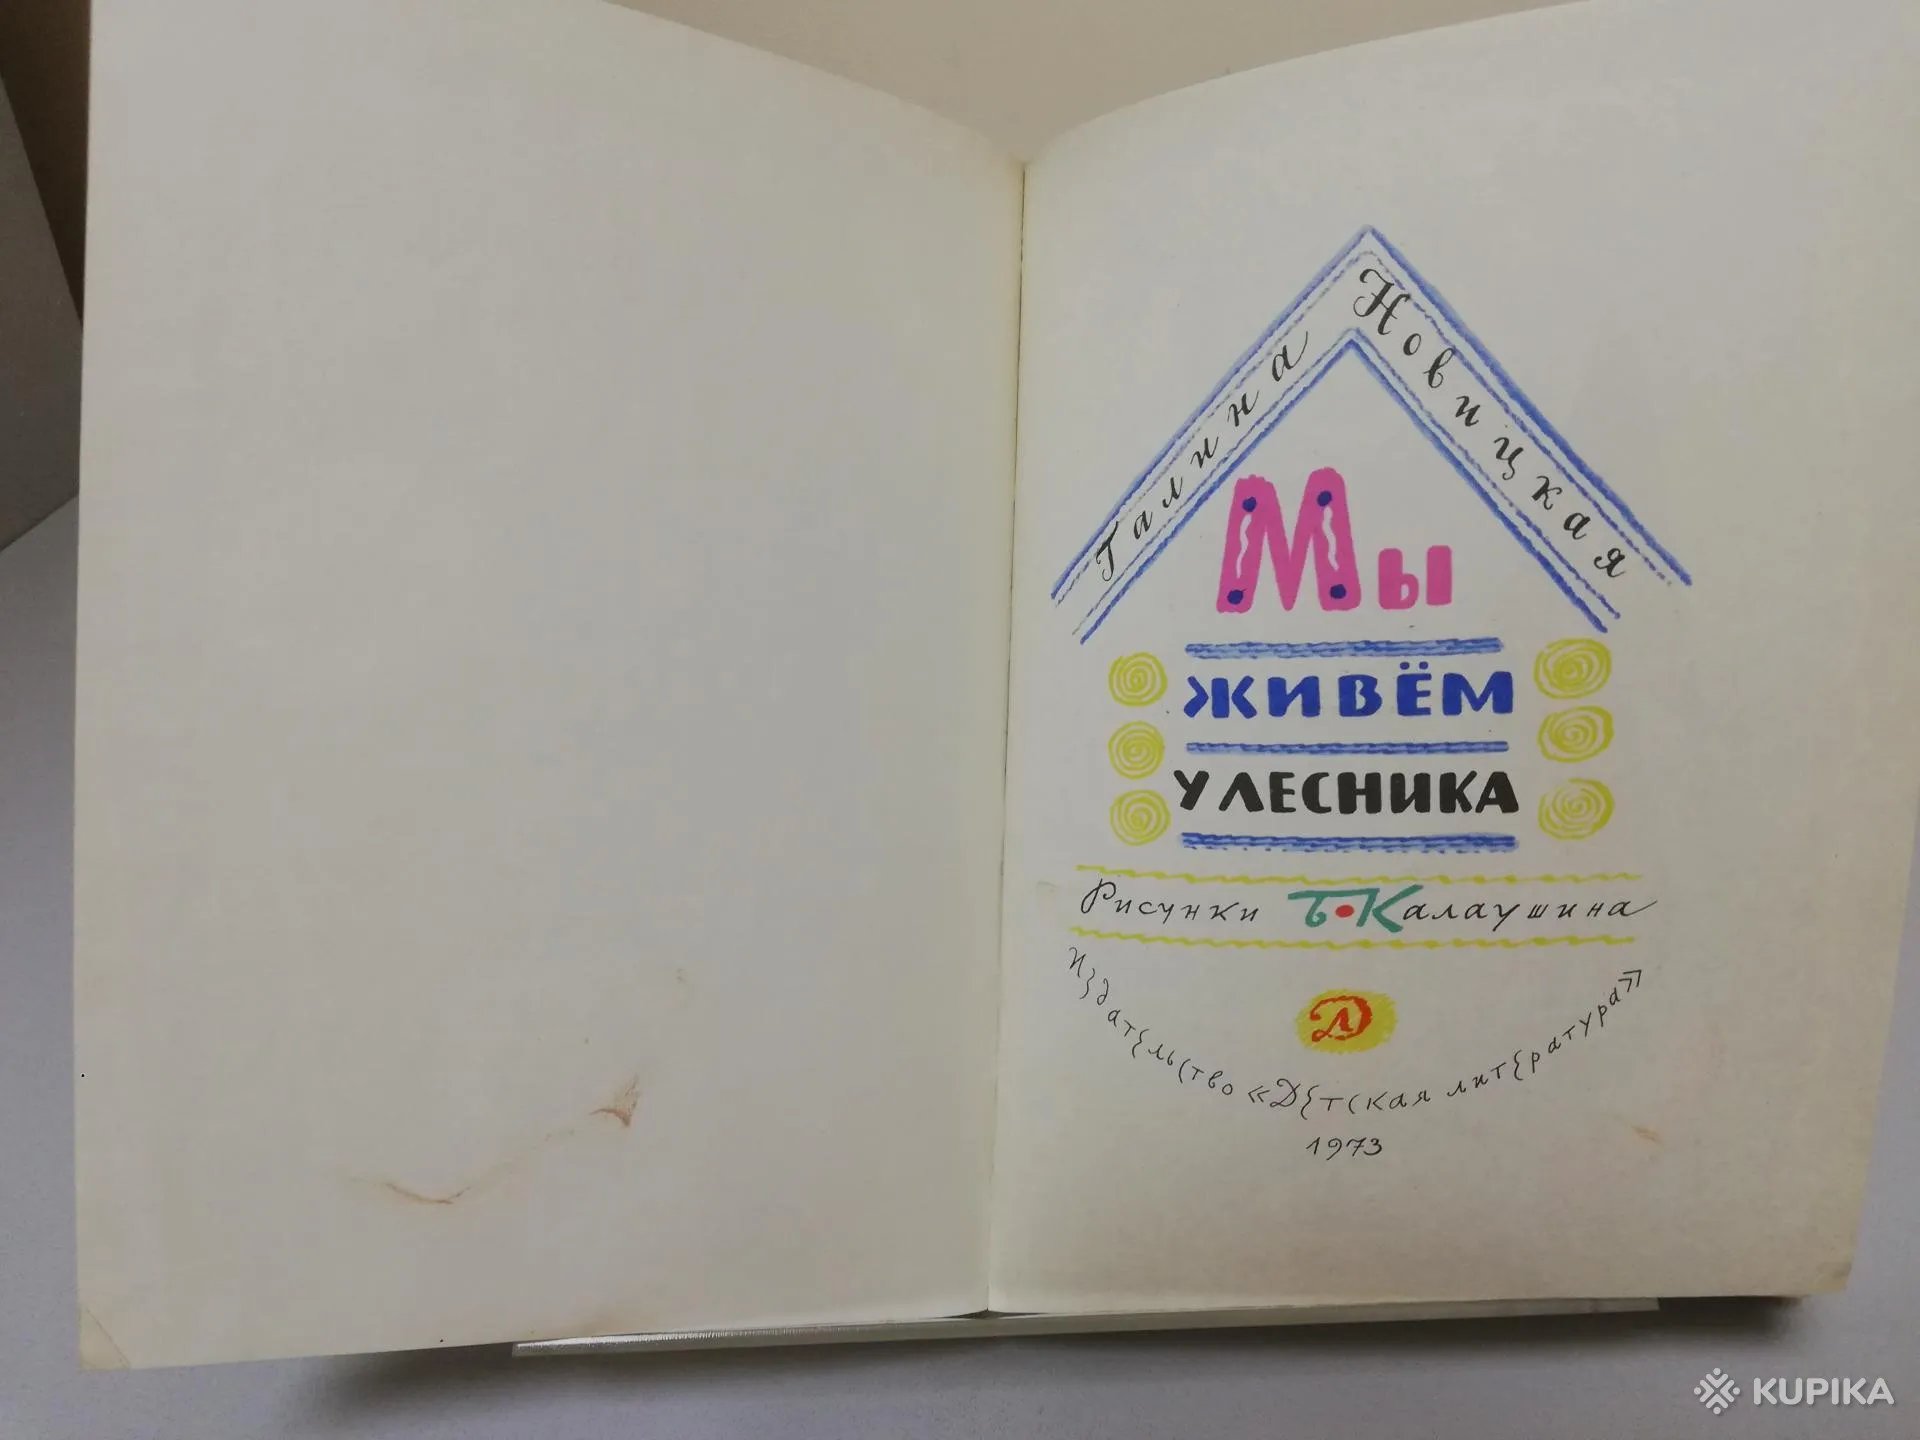 Галина Новицкая
Мы
живём
у лесника
Рисунки Б. Калаушина
Д
Издательство «Детская литература»
1973
KUPIKA